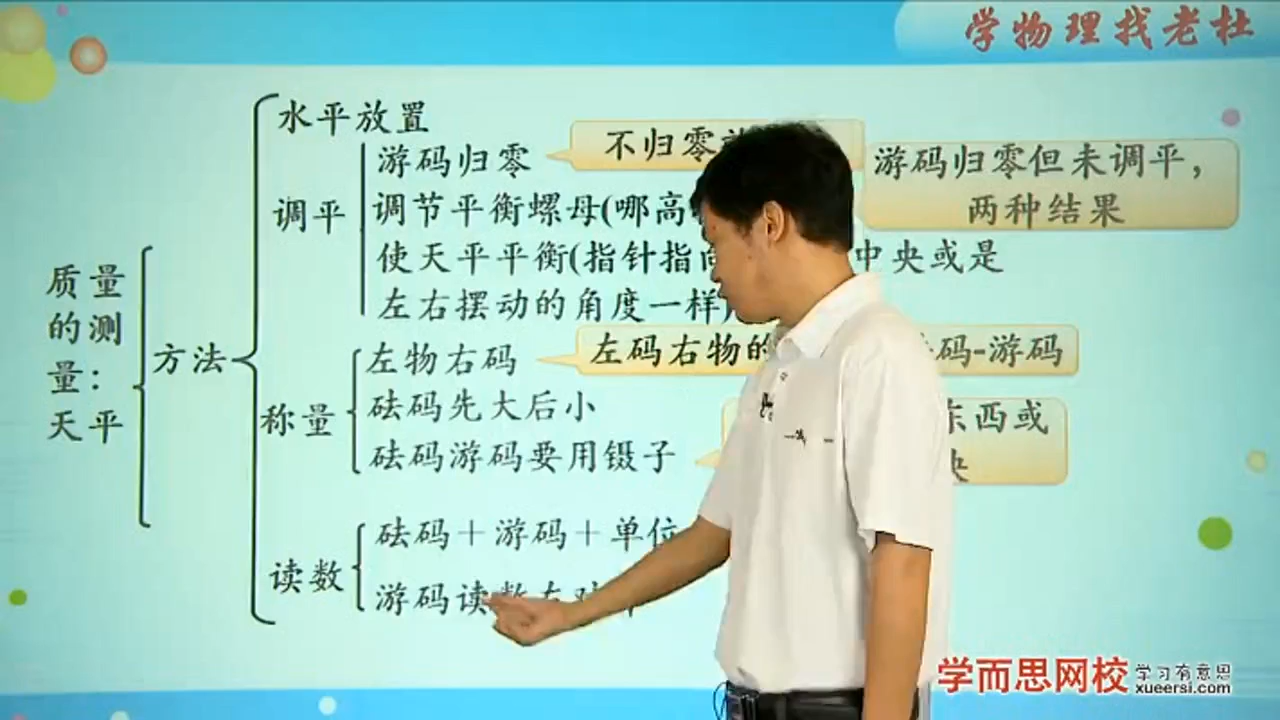 学物理找老杜
水平放置
游码归零
不归零
游码归零但未调平，
两种结果
调平
调节平衡螺母(哪高
使天平平衡(指针指
中央或是
左右摆动的角度一样
质量
的测
量：
天平
方法
左物右码
左码右物的
码-游码
称量
砝码先大后小
东西或
砝码游码要用镊子
读数
砝码＋游码＋单位
游码读数左对
学而思网校
学习有意思
xueersi.com